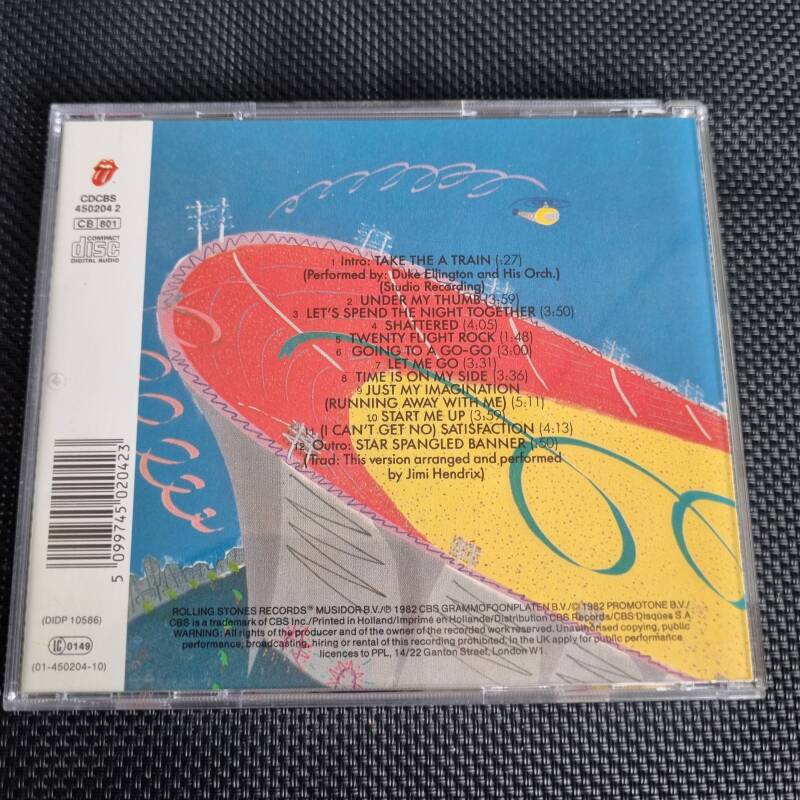 CDCBS
450204 2
CB 801
COMPACT
disc
DIGITAL AUDIO
1 Intro: TAKE THE A TRAIN (:27)
(Performed by: Duke Ellington and His Orch.)
(Studio Recording)
2 UNDER MY THUMB (3:59)
3 LET'S SPEND THE NIGHT TOGETHER (3:50)
4 SHATTERED (4:05)
5 TWENTY FLIGHT ROCK (1:48)
6 GOING TO A GO-GO (3:00)
7 LET ME GO (3:31)
8 TIME IS ON MY SIDE (3:36)
9 JUST MY IMAGINATION
(RUNNING AWAY WITH ME) (5:11)
10 START ME UP (3:59)
11 (I CAN'T GET NO) SATISFACTION (4:13)
12 Outro: STAR SPANGLED BANNER (:50)
(Trad: This version arranged and performed
by Jimi Hendrix)
5 099745 020423
(DIDP 10586)
LC 0149
(01-450204-10)
ROLLING STONES RECORDS® MUSIDOR B.V./℗ 1982 CBS GRAMMOFOONPLATEN B.V./© 1982 PROMOTONE B.V./
CBS is a trademark of CBS Inc./Printed in Holland/Imprimé en Hollande/Distribution CBS Records/CBS Disques S.A.
WARNING: All rights of the producer and of the owner of the recorded work reserved. Unauthorised copying, public
performance, broadcasting, hiring or rental of this recording prohibited, in the UK apply for public performance
licences to PPL, 14/22 Ganton Street, London W1.